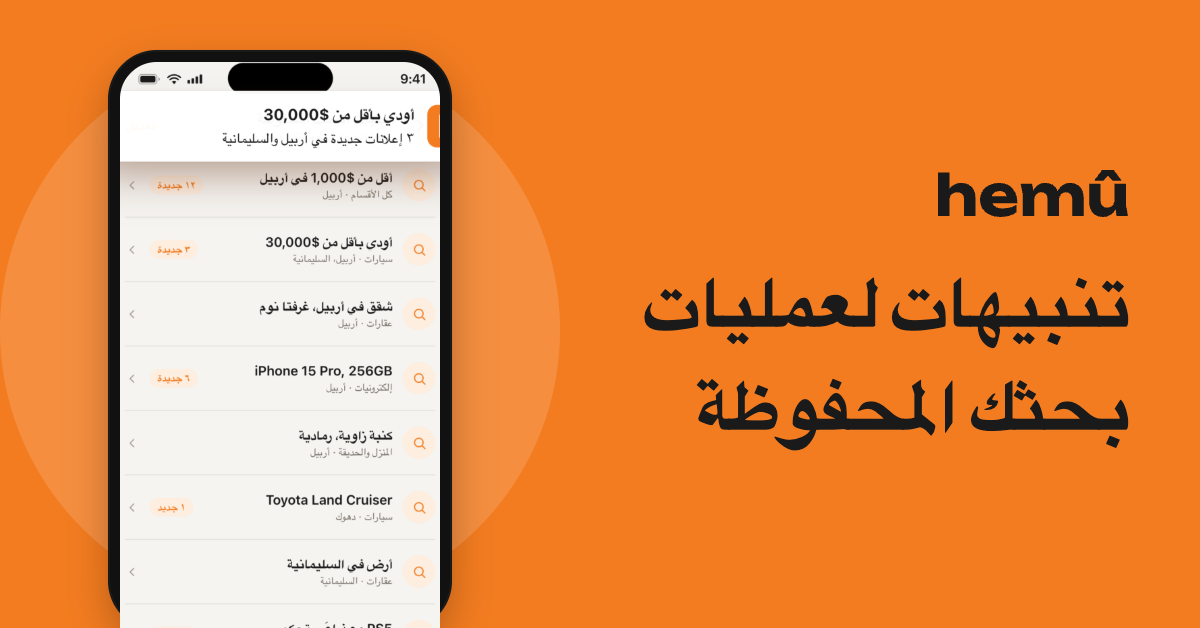 hemû
تنبيهات لعمليات
بحثك المحفوظة
9:41
أودي بأقل من $30,000
٣ إعلانات جديدة في أربيل والسليمانية
أقل من $1,000 في أربيل
كل الأقسام · أربيل
١٢ جديدة
أودي بأقل من $30,000
سيارات · أربيل، السليمانية
٣ جديدة
شقق في أربيل، غرفتا نوم
عقارات · أربيل
iPhone 15 Pro, 256GB
إلكترونيات · أربيل
٦ جديدة
كنبة زاوية، رمادية
المنزل والحديقة · أربيل
Toyota Land Cruiser
سيارات · دهوك
١ جديد
أرض في السليمانية
عقارات · السليمانية